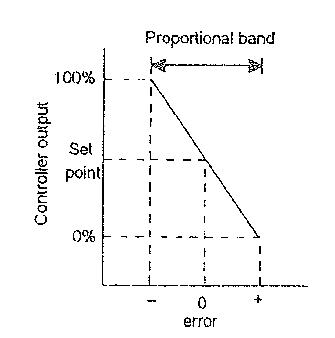 Proportional band
100%
Controller output
Set
point
0%
− 0 +
error